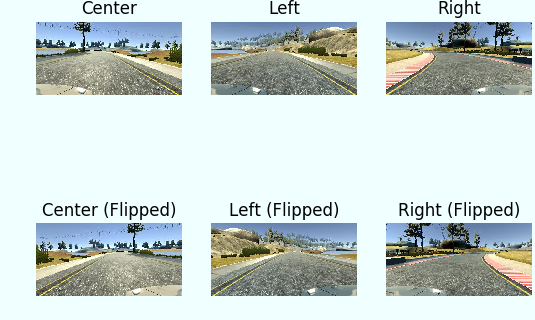 Center
Left
Right
Center (Flipped)
Left (Flipped)
Right (Flipped)